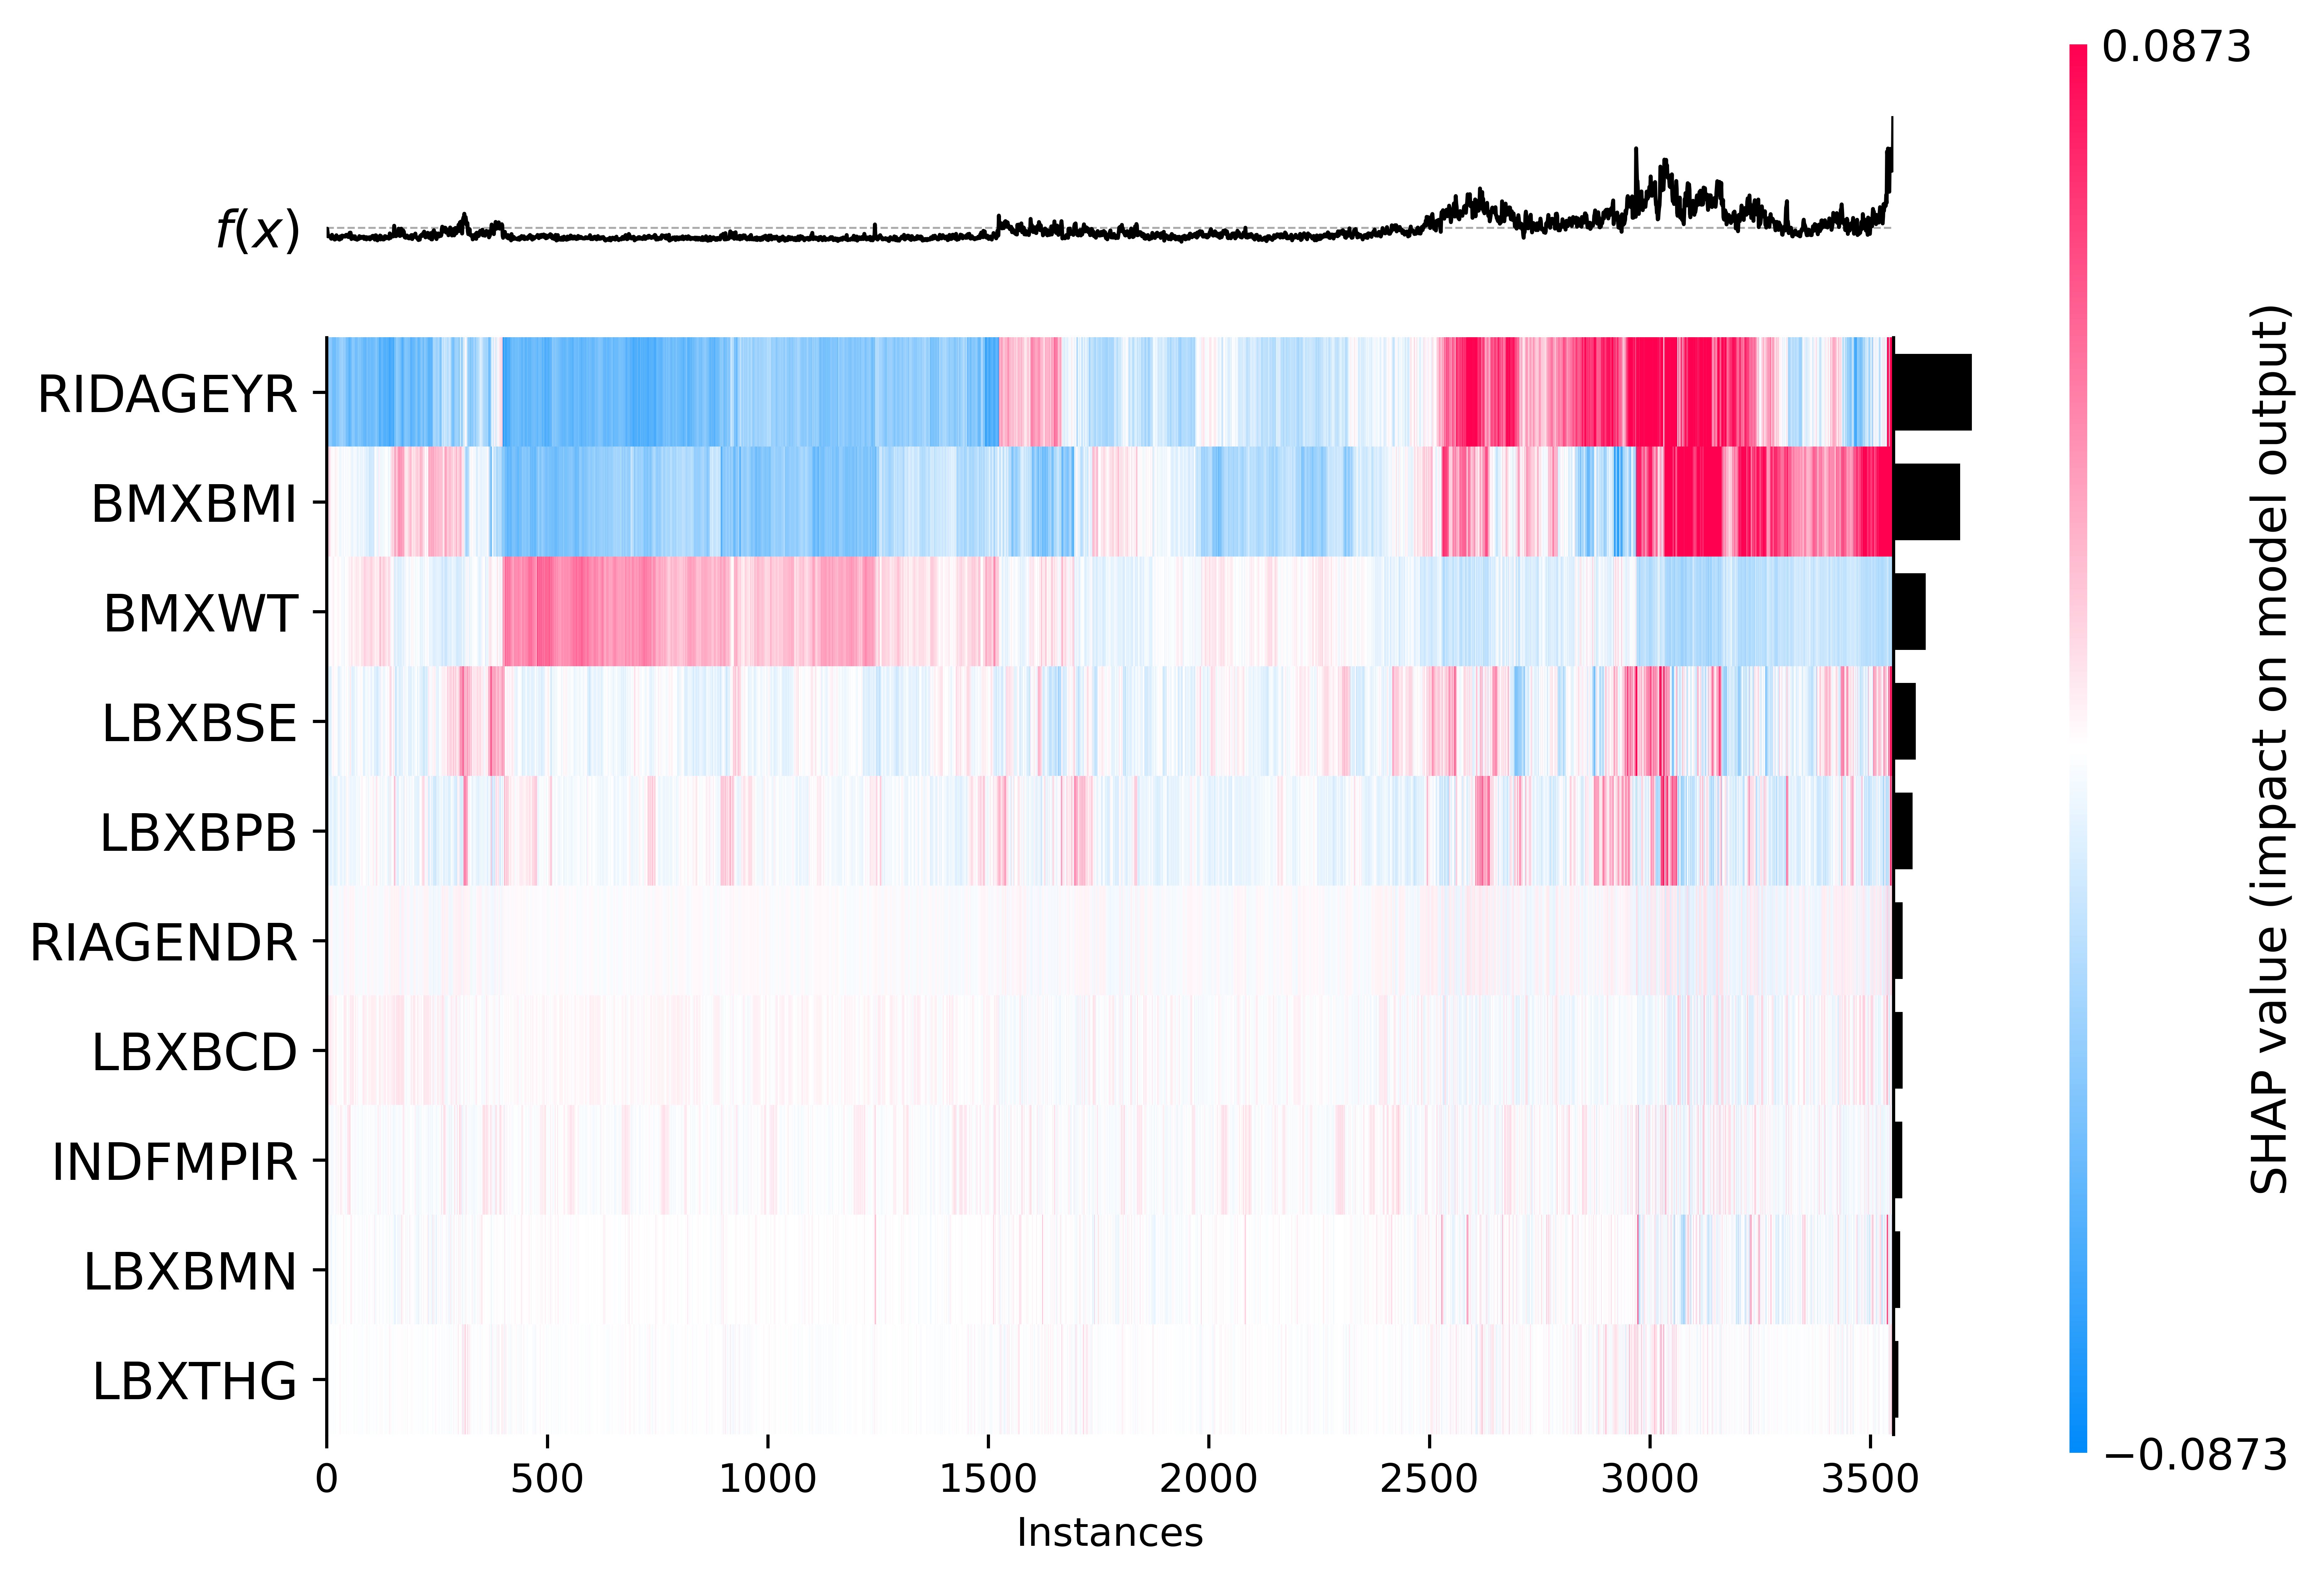 0.0873
f(x)
RIDAGEYR
BMXBMI
BMXWT
LBXBSE
LBXBPB
RIAGENDR
LBXBCD
INDFMPIR
LBXBMN
LBXTHG
0 500 1000 1500 2000 2500 3000 3500
Instances
SHAP value (impact on model output)
−0.0873